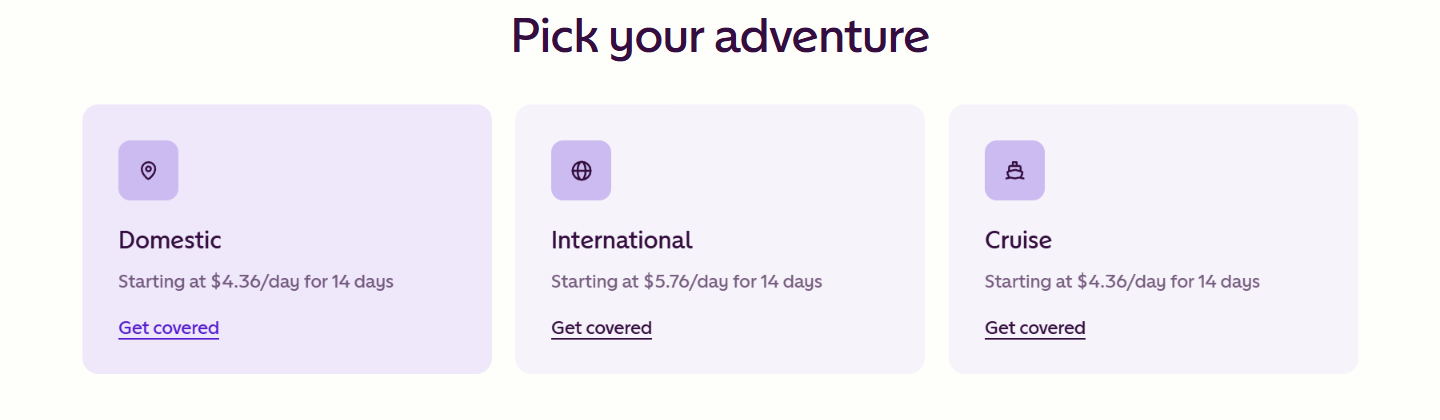 Pick your adventure
Domestic
Starting at $4.36/day for 14 days
Get covered
International
Starting at $5.76/day for 14 days
Get covered
Cruise
Starting at $4.36/day for 14 days
Get covered